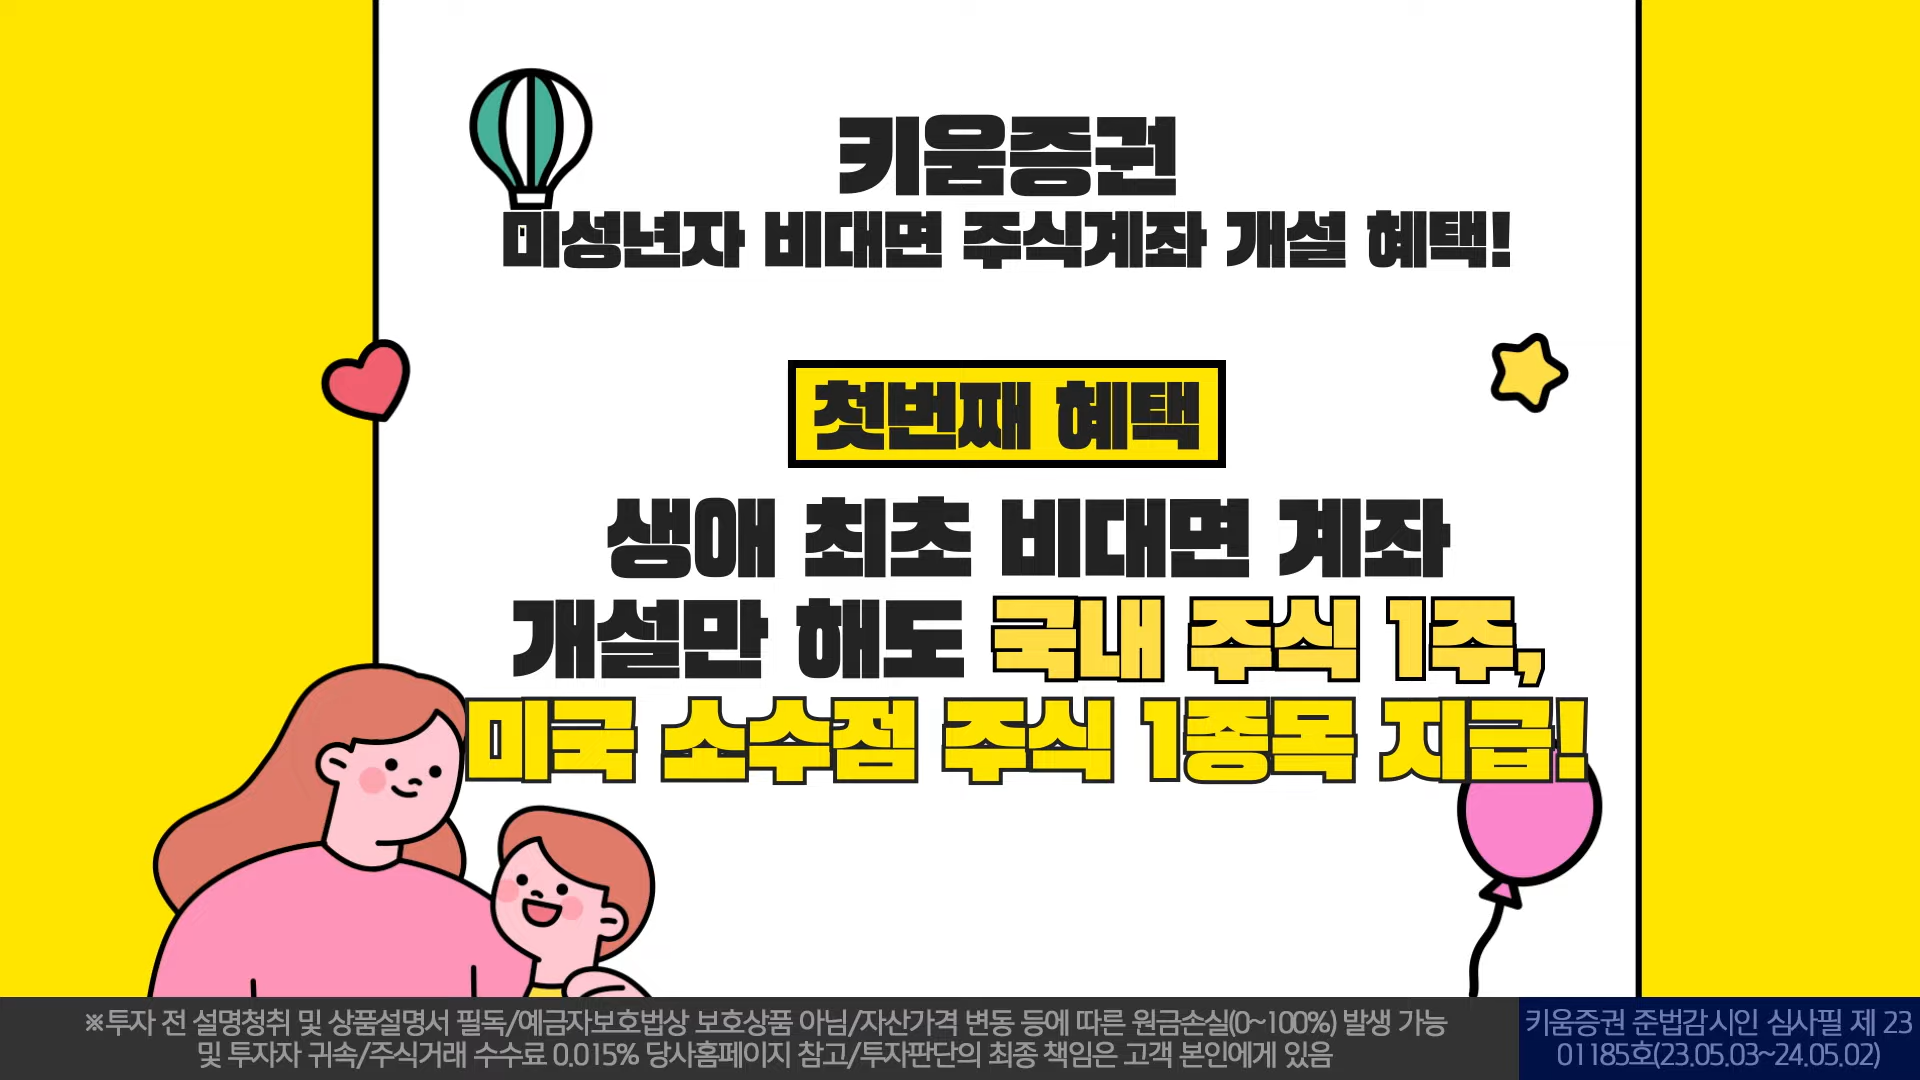 키움증권
미성년자 비대면 주식계좌 개설 혜택!
첫번째 혜택
생애 최초 비대면 계좌
개설만 해도 국내 주식 1주,
미국 소수점 주식 1종목 지급!
※투자 전 설명청취 및 상품설명서 필독/예금자보호법상 보호상품 아님/자산가격 변동 등에 따른 원금손실(0~100%) 발생 가능
및 투자자 귀속/주식거래 수수료 0.015% 당사홈페이지 참고/투자판단의 최종 책임은 고객 본인에게 있음
키움증권 준법감시인 심사필 제 23
01185호(23.05.03~24.05.02)